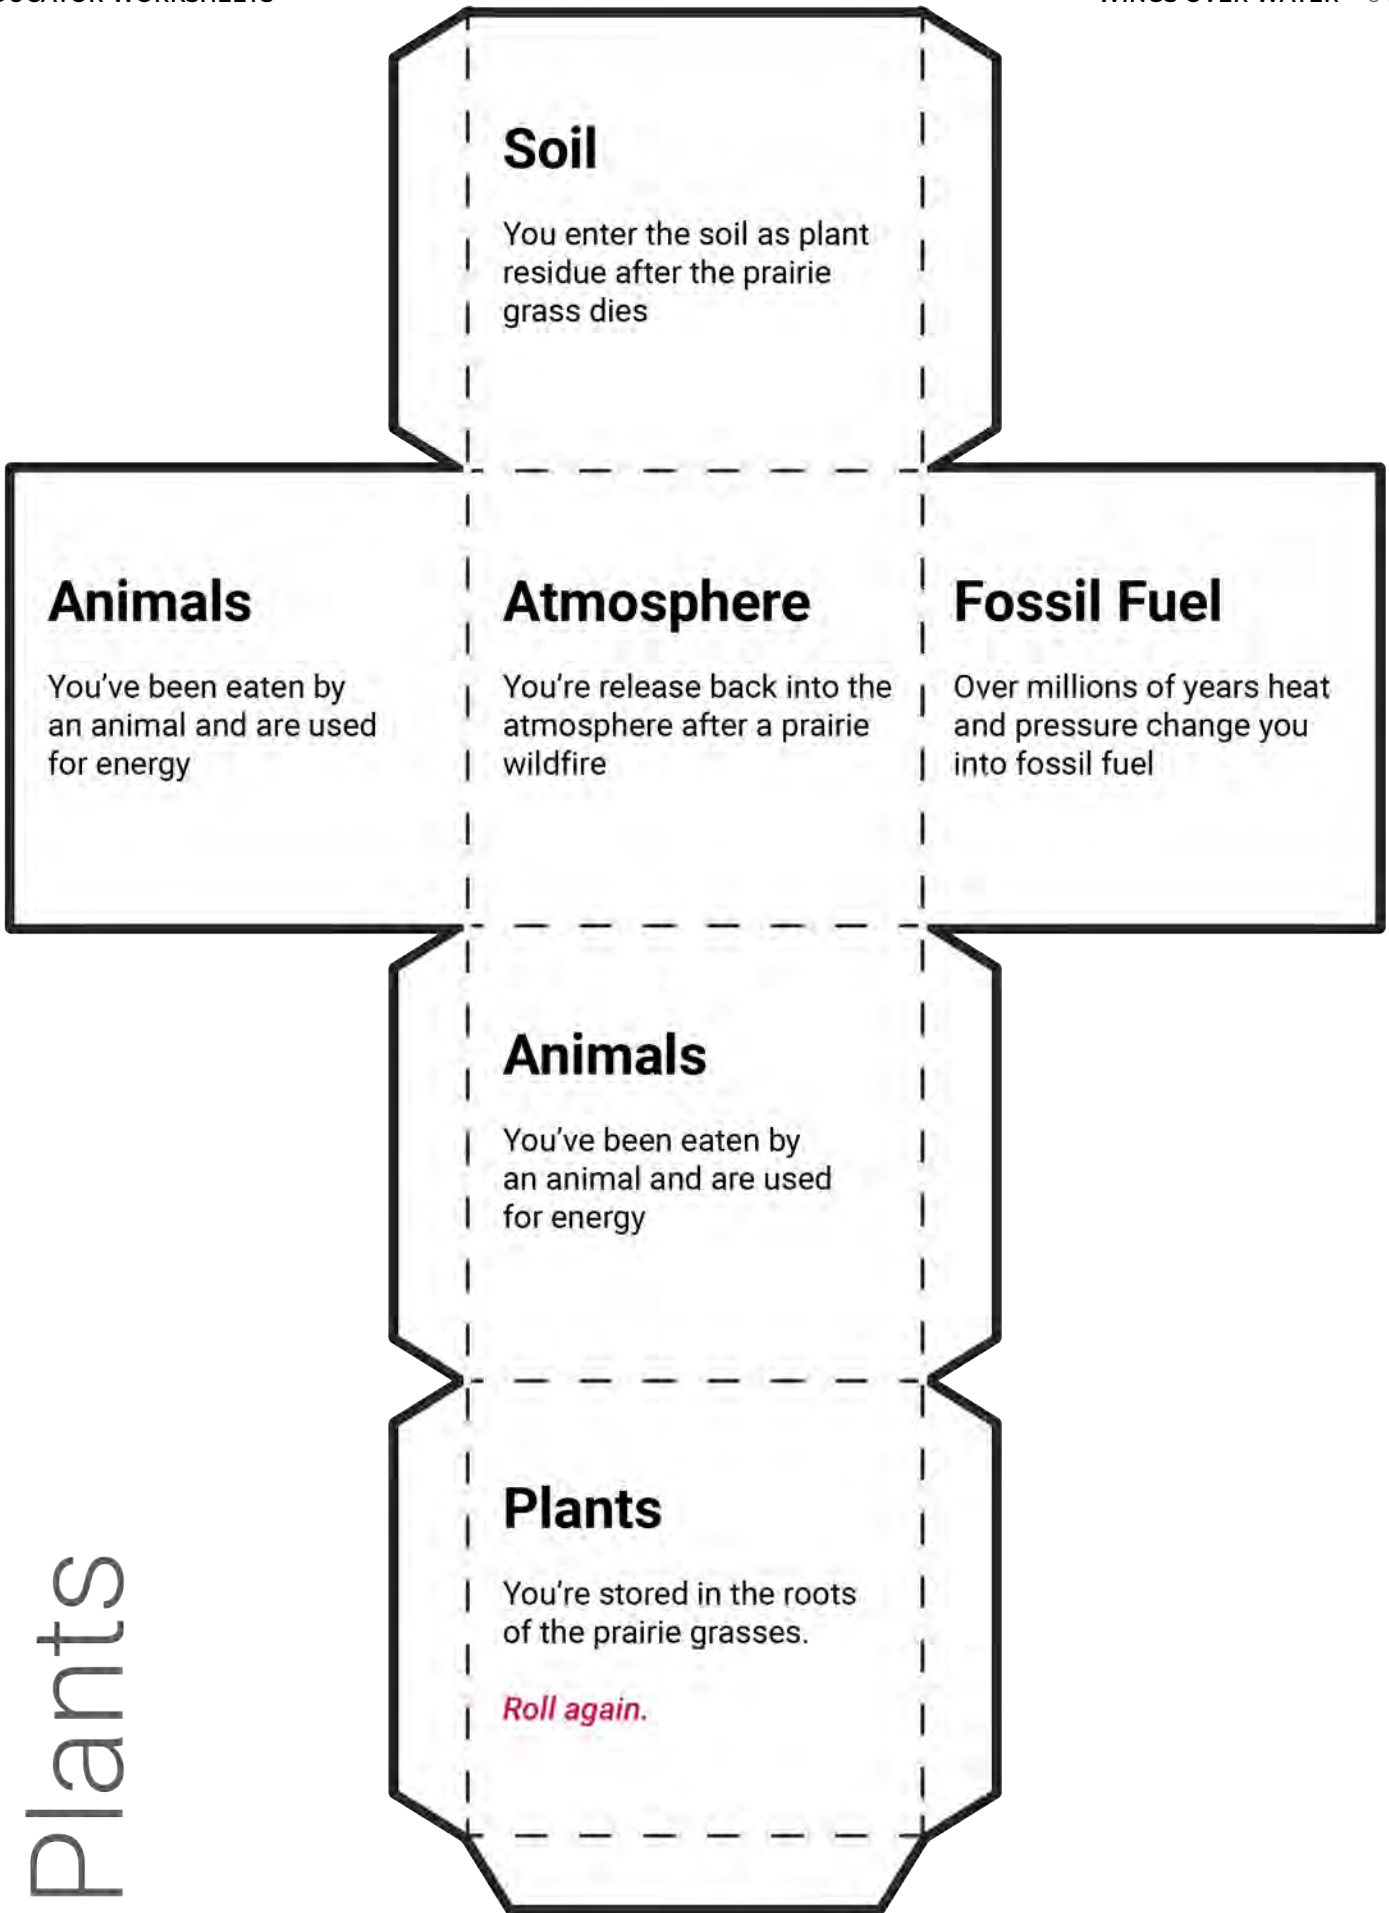 WINGS OVER WATER
Soil
You enter the soil as plant
residue after the prairie
grass dies
Animals
You've been eaten by
an animal and are used
for energy
Atmosphere
You're release back into the
atmosphere after a prairie
wildfire
Fossil Fuel
Over millions of years heat
and pressure change you
into fossil fuel
Animals
You've been eaten by
an animal and are used
for energy
Plants
You're stored in the roots
of the prairie grasses.
Roll again.
Plants